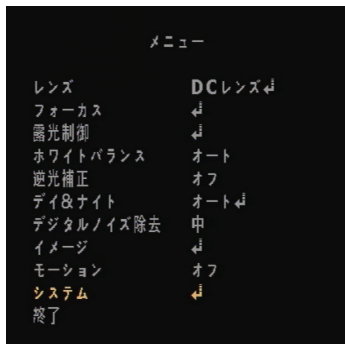 メニュー
レンズ DCレンズ↲
フォーカス ↲
露光制御 ↲
ホワイトバランス オート
逆光補正 オフ
デイ&ナイト オート↲
デジタルノイズ除去 中
イメージ ↲
モーション オフ
システム ↲
終了